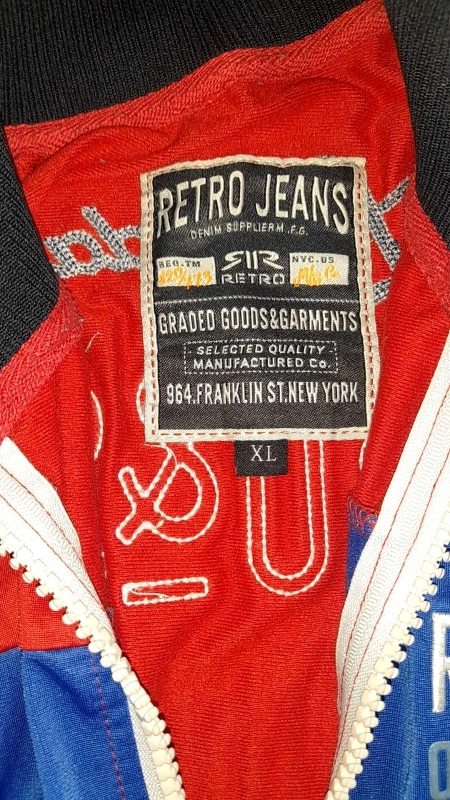 RETRO JEANS
DENIM SUPPLIERM.F.G.
REG.TM
NYC.US
RETRO
GRADED GOODS&GARMENTS
SELECTED QUALITY
MANUFACTURED Co.
964.FRANKLIN ST.NEW YORK
XL